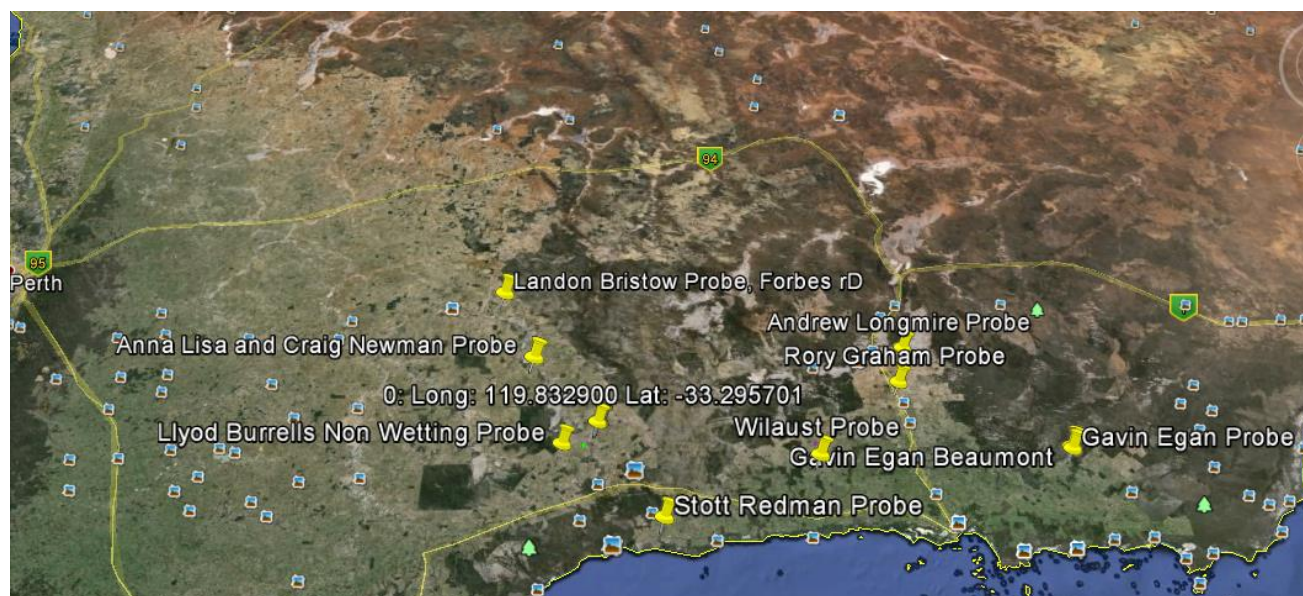 94
95
Perth
Landon Bristow Probe, Forbes rD
Andrew Longmire Probe
Anna Lisa and Craig Newman Probe
Rory Graham Probe
0: Long: 119.832900 Lat: -33.295701
Llyod Burrells Non Wetting Probe
Wilaust Probe
Gavin Egan Probe
Gavin Egan Beaumont
Stott Redman Probe